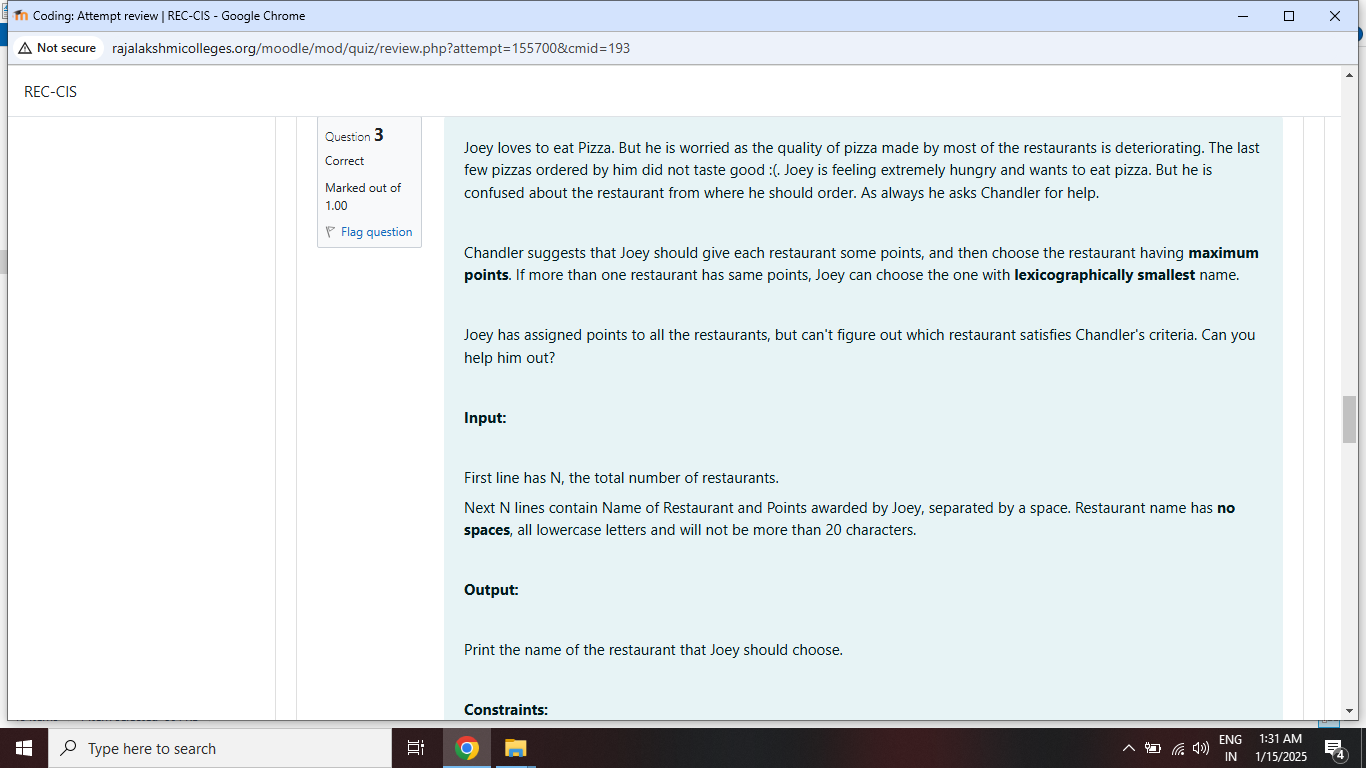 Coding: Attempt review | REC-CIS - Google Chrome
Not secure rajalakshmicolleges.org/moodle/mod/quiz/review.php?attempt=155700&cmid=193
REC-CIS
Question 3
Correct
Marked out of
1.00
Flag question
Joey loves to eat Pizza. But he is worried as the quality of pizza made by most of the restaurants is deteriorating. The last
few pizzas ordered by him did not taste good :(. Joey is feeling extremely hungry and wants to eat pizza. But he is
confused about the restaurant from where he should order. As always he asks Chandler for help.
Chandler suggests that Joey should give each restaurant some points, and then choose the restaurant having maximum
points. If more than one restaurant has same points, Joey can choose the one with lexicographically smallest name.
Joey has assigned points to all the restaurants, but can't figure out which restaurant satisfies Chandler's criteria. Can you
help him out?
Input:
First line has N, the total number of restaurants.
Next N lines contain Name of Restaurant and Points awarded by Joey, separated by a space. Restaurant name has no
spaces, all lowercase letters and will not be more than 20 characters.
Output:
Print the name of the restaurant that Joey should choose.
Constraints:
Type here to search
ENG
IN
1:31 AM
1/15/2025
4